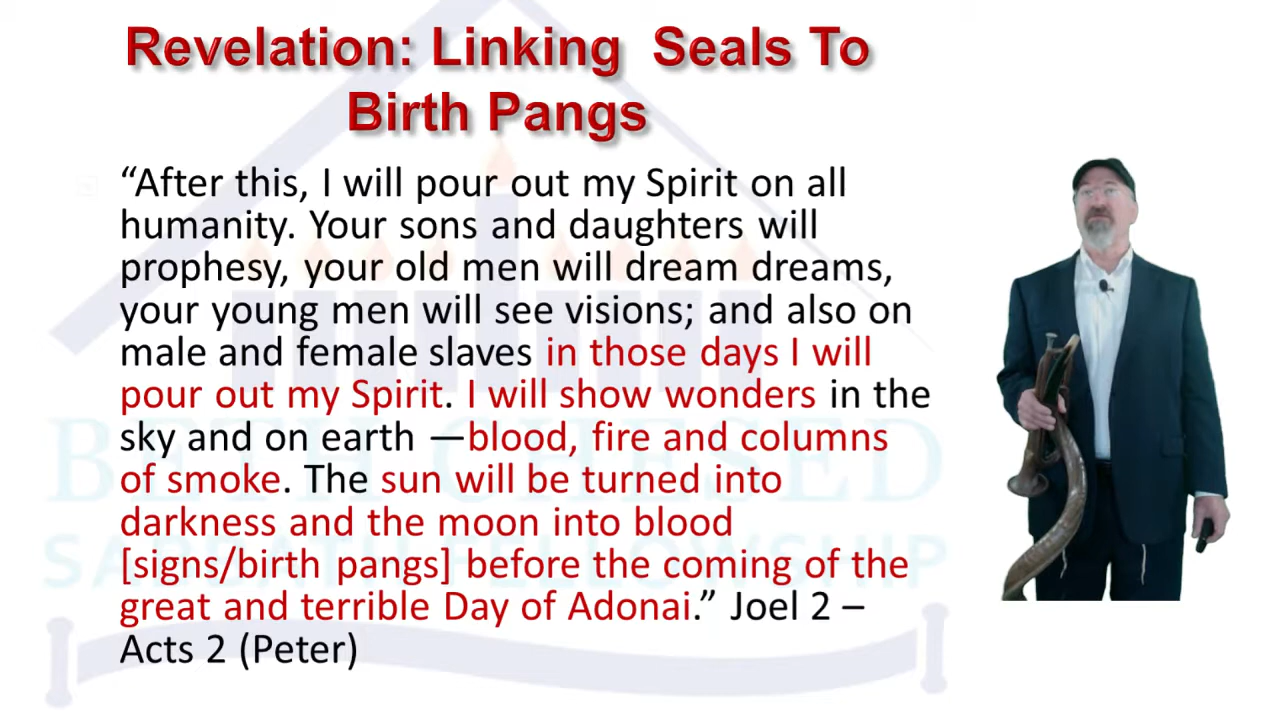 Revelation: Linking Seals To
Birth Pangs
“After this, I will pour out my Spirit on all
humanity. Your sons and daughters will
prophesy, your old men will dream dreams,
your young men will see visions; and also on
male and female slaves in those days I will
pour out my Spirit. I will show wonders in the
sky and on earth —blood, fire and columns
of smoke. The sun will be turned into
darkness and the moon into blood
[signs/birth pangs] before the coming of the
great and terrible Day of Adonai.” Joel 2 –
Acts 2 (Peter)
BETH CHESED
SABBATH FELLOWSHIP